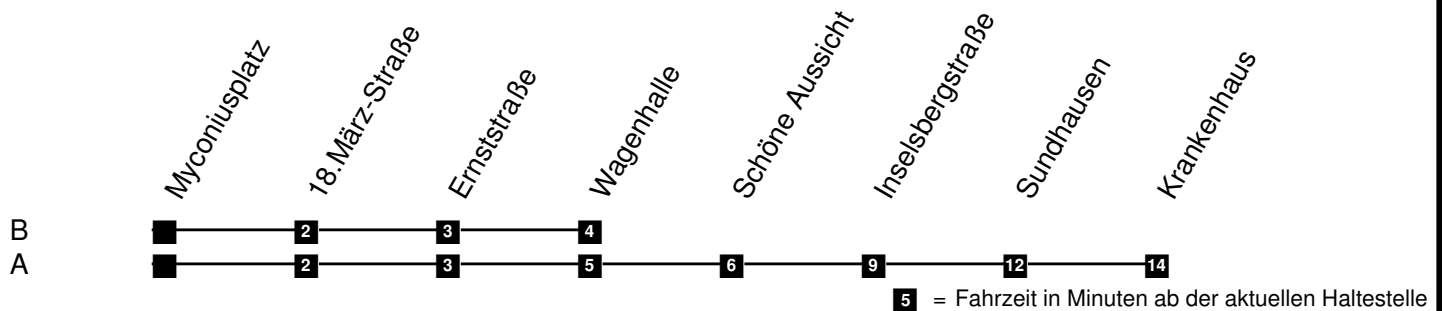 Myconiusplatz
18.März-Straße
Ernststraße
Wagenhalle
Schöne Aussicht
Inselsbergstraße
Sundhausen
Krankenhaus
B 2 3 4
A 2 3 5 6 9 12 14
5 = Fahrzeit in Minuten ab der aktuellen Haltestelle